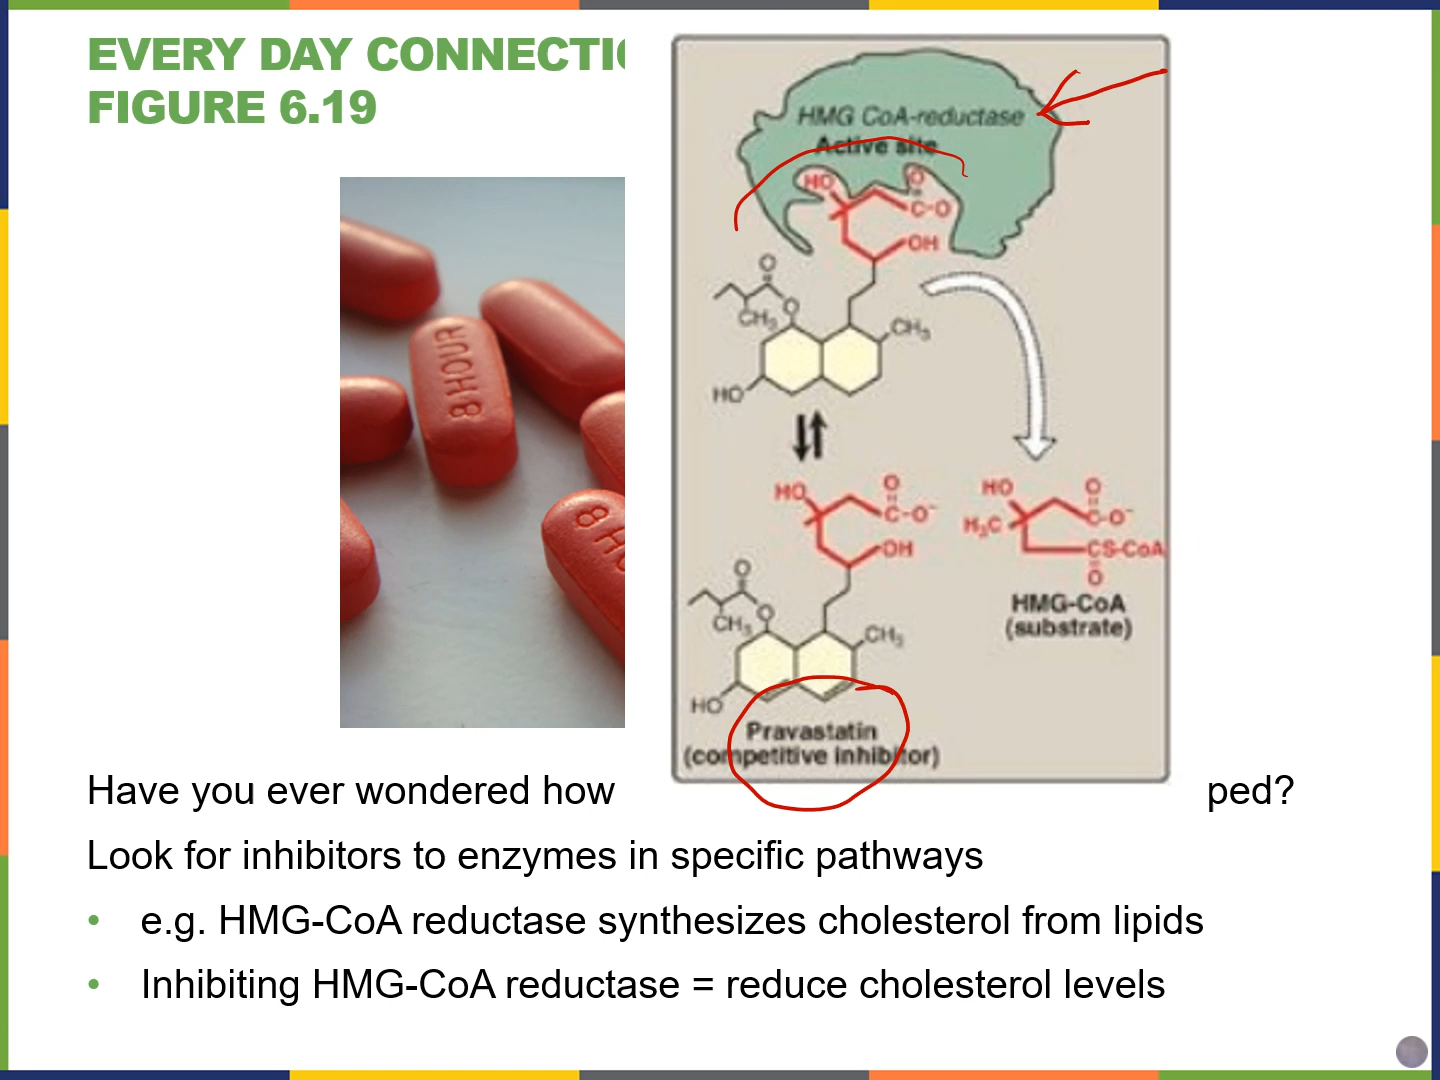 EVERY DAY CONNECTI
FIGURE 6.19
8 HOUR
8 H
HMG CoA-reductase
Active site
HO
O
C-O
OH
O
O
CH₃
CH₃
HO
HO
O
C-O⁻
OH
HO
O
H₃C
C-O⁻
CS-CoA
O
HMG-CoA
(substrate)
O
O
CH₃
CH₃
HO
Pravastatin
(competitive inhibitor)
Have you ever wondered how
ped?
Look for inhibitors to enzymes in specific pathways
• e.g. HMG-CoA reductase synthesizes cholesterol from lipids
• Inhibiting HMG-CoA reductase = reduce cholesterol levels